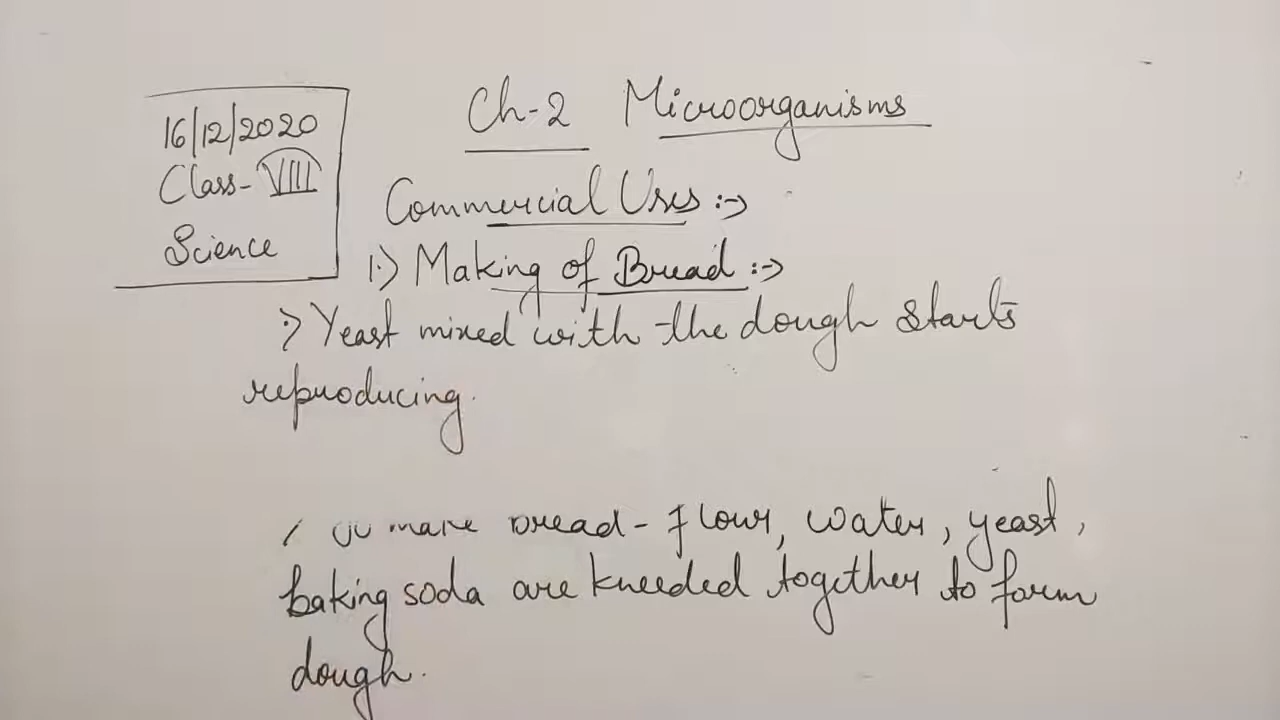 16/12/2020
Class- VIII
Science
Ch-2 Microorganisms
Commercial Uses :->
1.) Making of Bread :->
:> Yeast mixed with the dough starts
reproducing.
make bread - flour, water, yeast,
baking soda are kneeded together to form
dough.